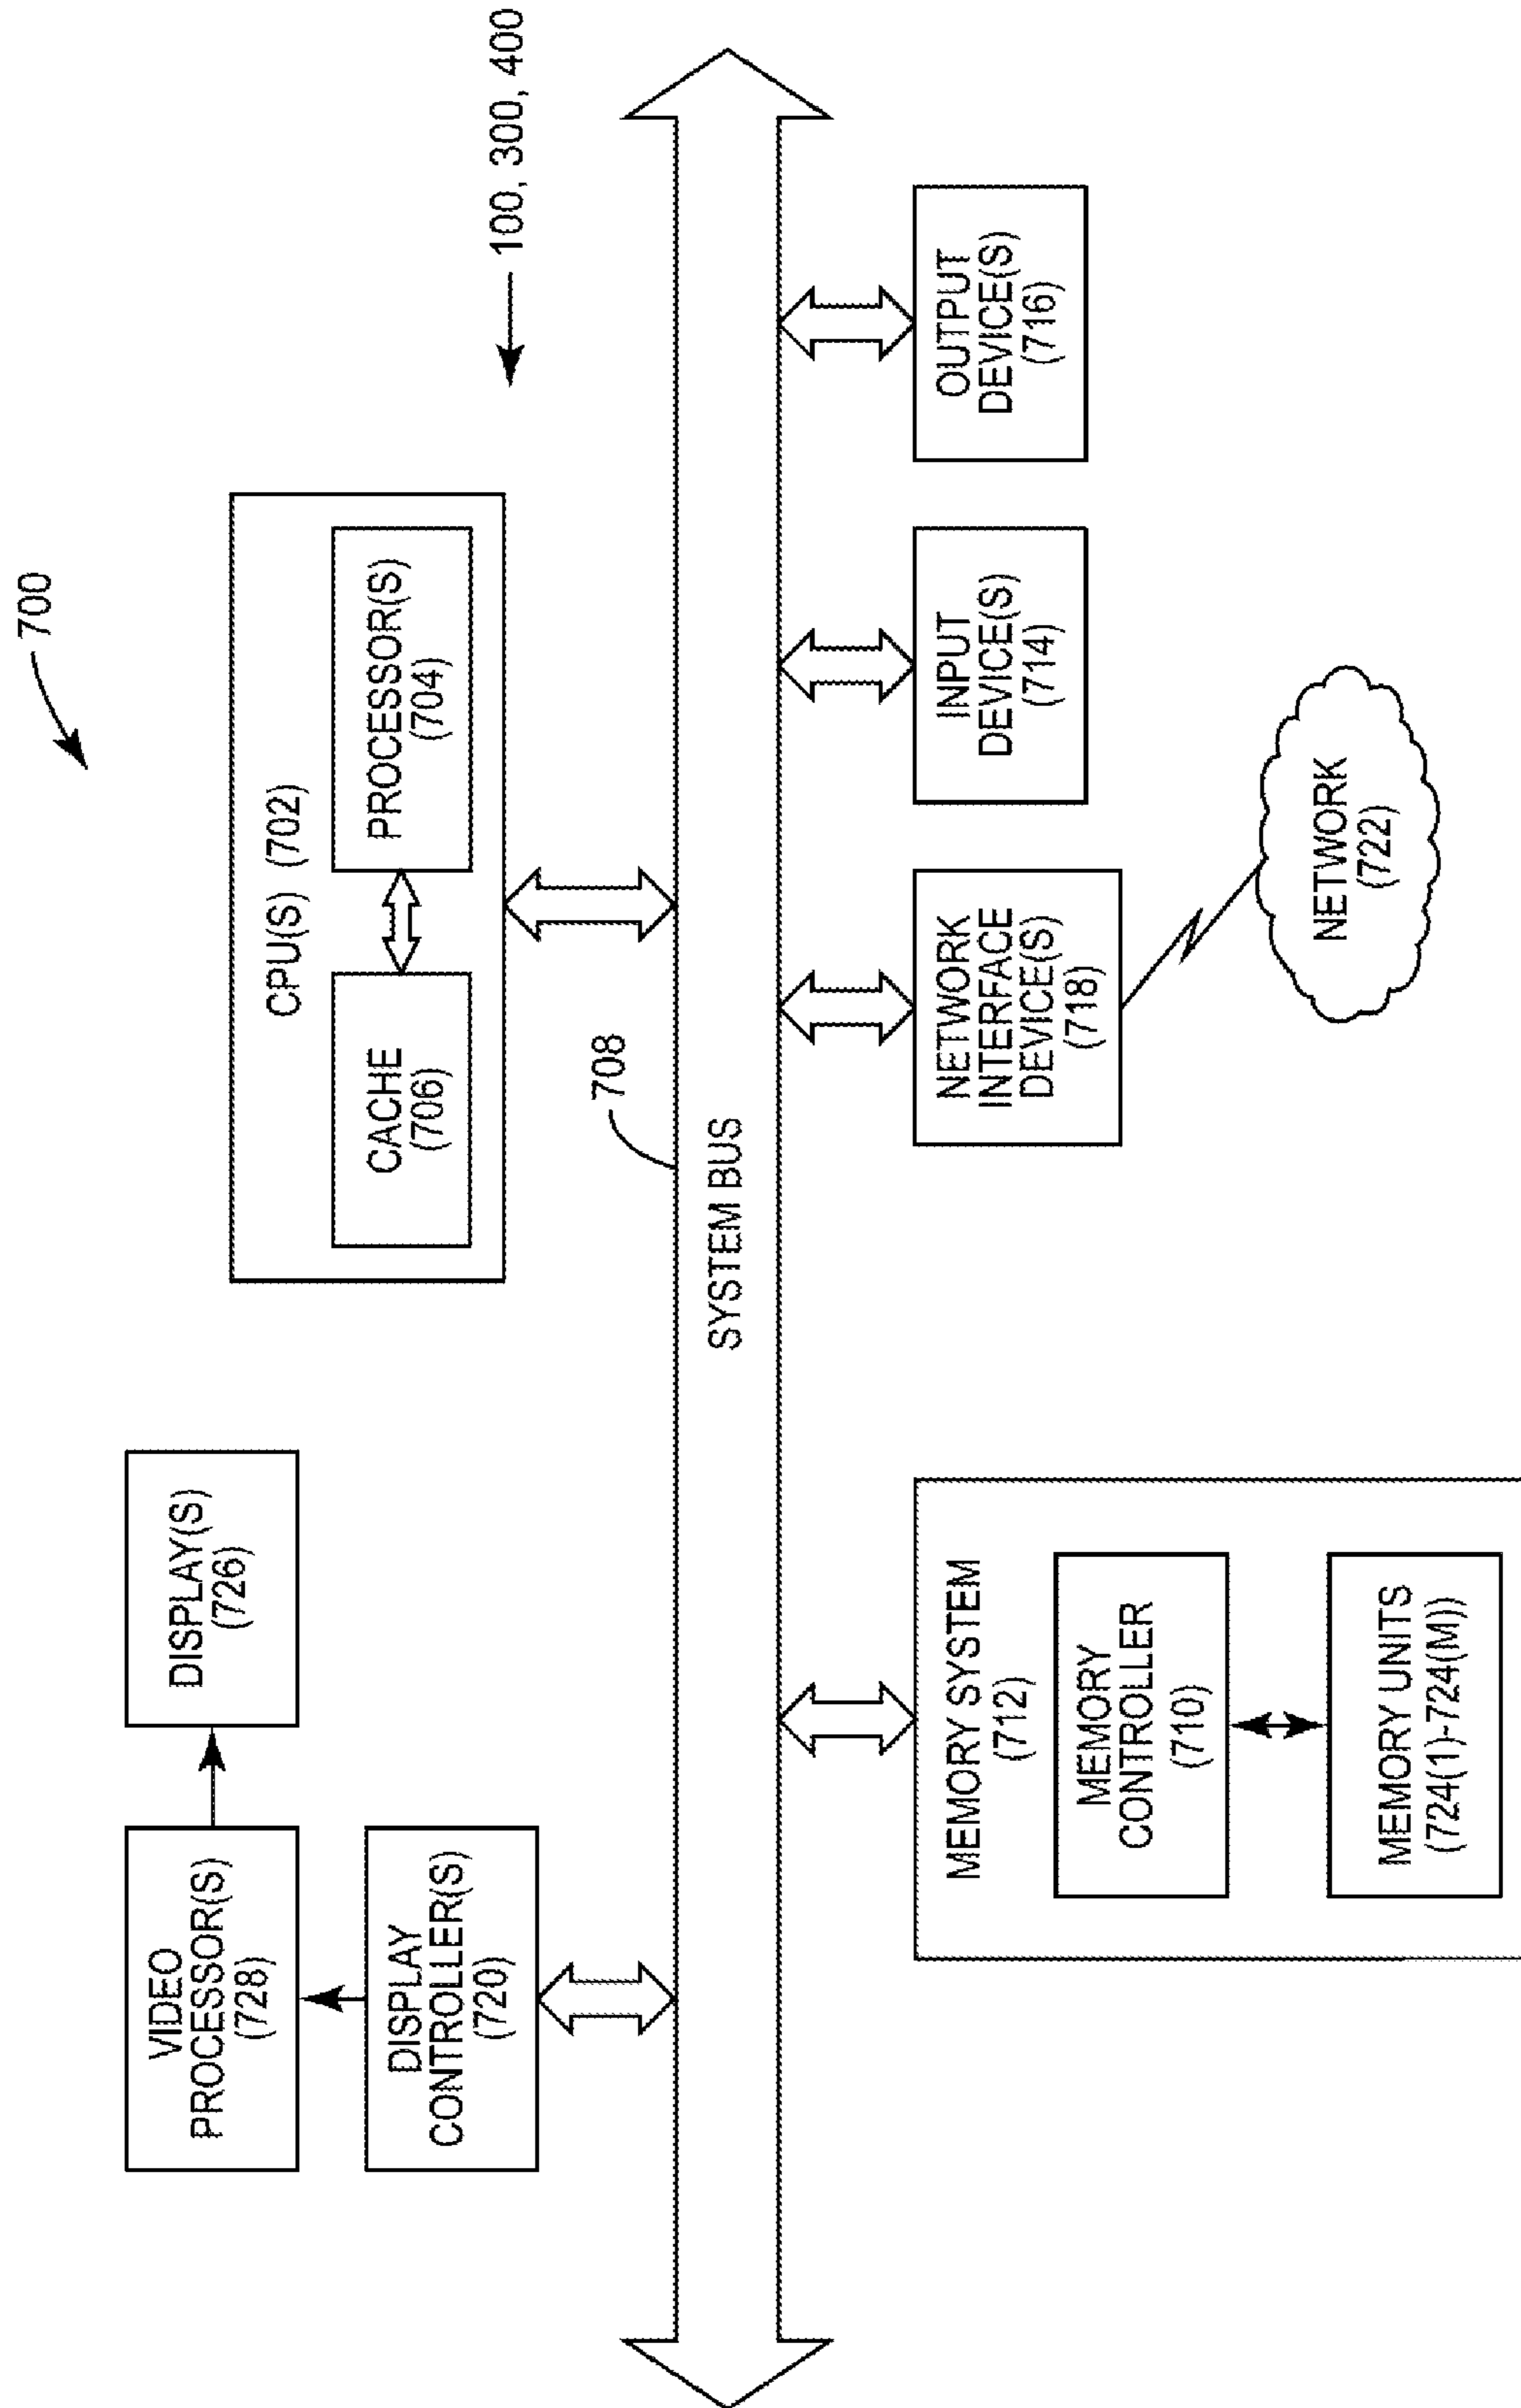 700
CPU(S) (702)
CACHE
(706)
PROCESSOR(S)
(704)
100, 300, 400
VIDEO
PROCESSOR(S)
(728)
DISPLAY(S)
(726)
DISPLAY
CONTROLLER(S)
(720)
708
SYSTEM BUS
MEMORY SYSTEM
(712)
MEMORY
CONTROLLER
(710)
MEMORY UNITS
(724(1)-724(M))
NETWORK
INTERFACE
DEVICE(S)
(718)
INPUT
DEVICE(S)
(714)
OUTPUT
DEVICE(S)
(716)
NETWORK
(722)